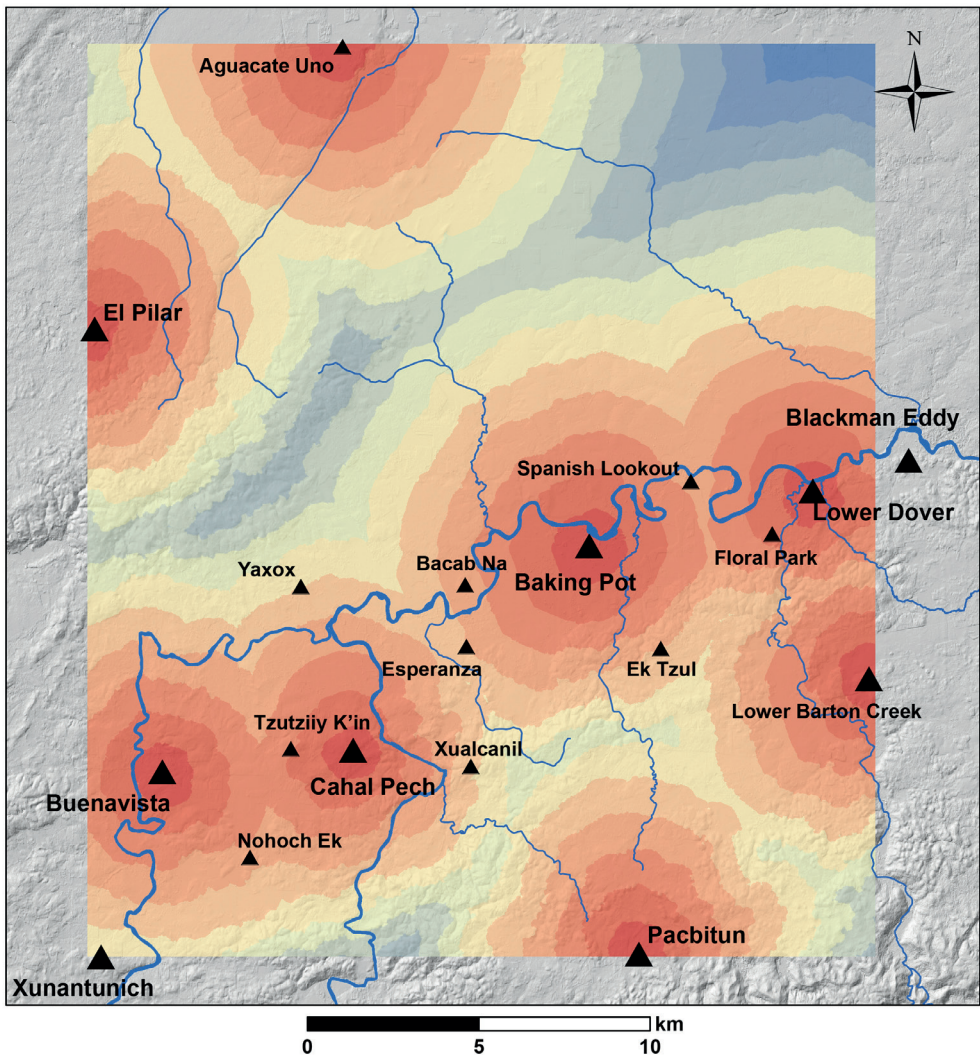 Aguacate Uno
N
El Pilar
Blackman Eddy
Spanish Lookout
Lower Dover
Floral Park
Yaxox
Bacab Na
Baking Pot
Esperanza
Ek Tzul
Lower Barton Creek
Tzutziiy K'in
Xualcanil
Cahal Pech
Buenavista
Nohoch Ek
Pacbitun
Xunantunich
km
0 5 10